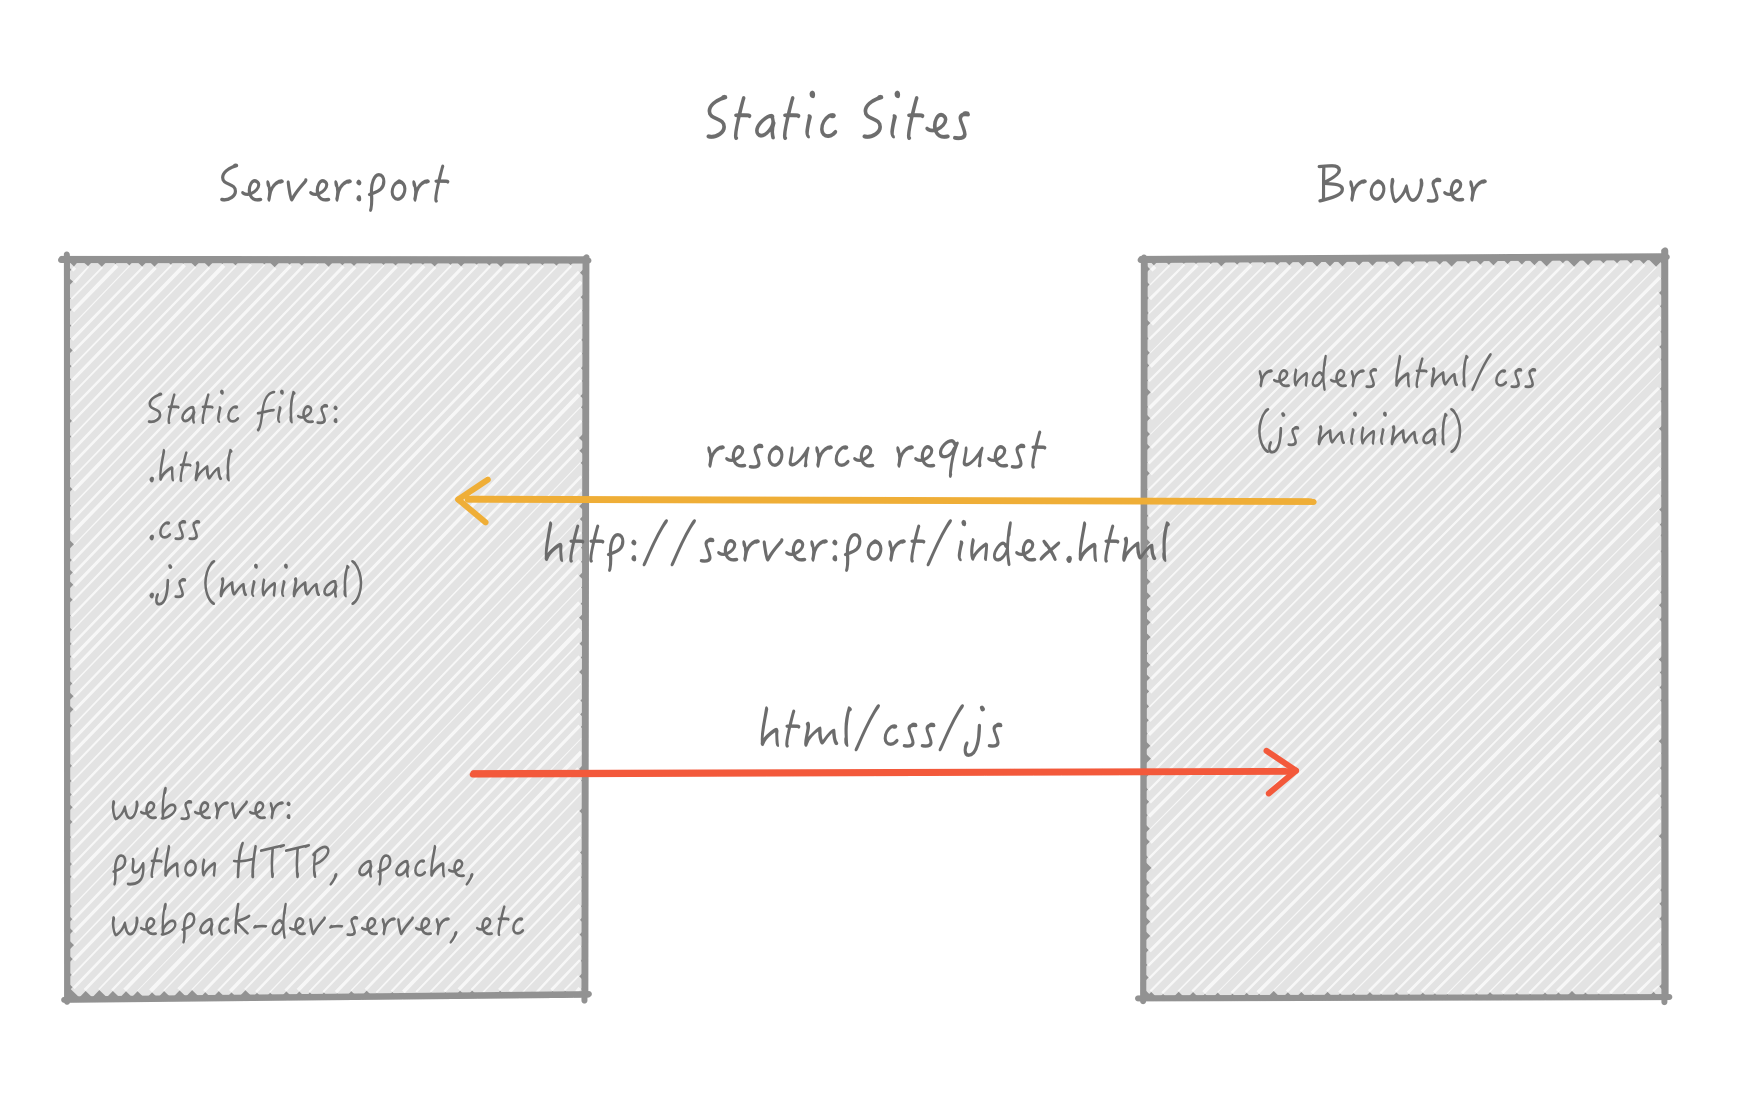 Static Sites
Server:port
Browser
Static files:
.html
.css
.js (minimal)
webserver:
python HTTP, apache,
webpack-dev-server, etc
resource request
http://server:port/index.html
html/css/js
renders html/css
(js minimal)